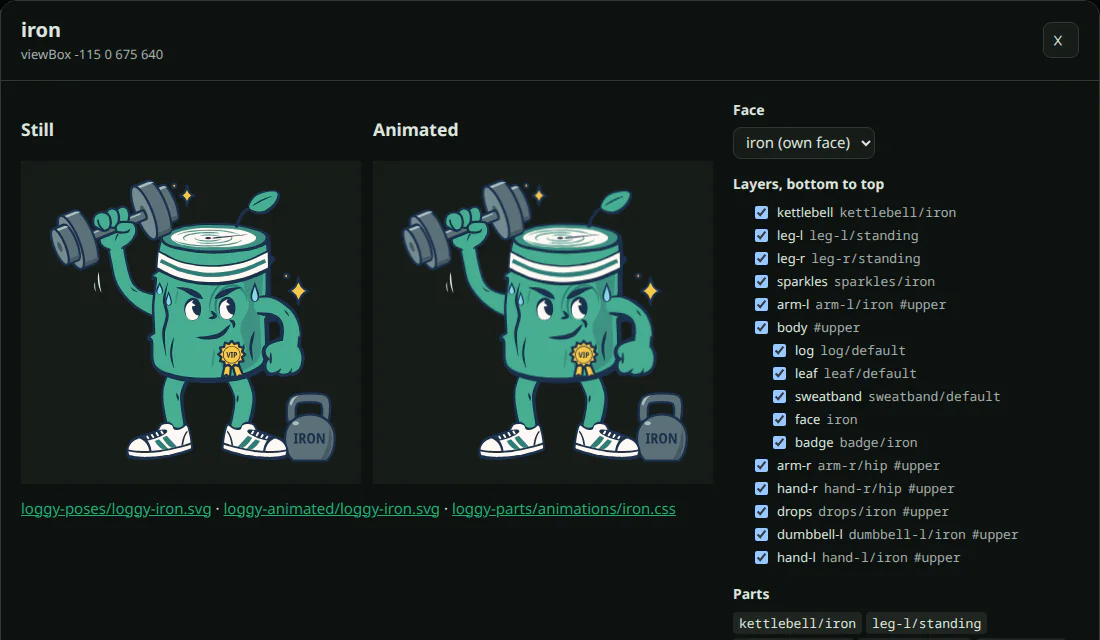 iron
viewBox -115 0 675 640
X
Still
Animated
VIP
IRON
VIP
IRON
loggy-poses/loggy-iron.svg · loggy-animated/loggy-iron.svg · loggy-parts/animations/iron.css
Face
iron (own face)
Layers, bottom to top
kettlebell kettlebell/iron
leg-l leg-l/standing
leg-r leg-r/standing
sparkles sparkles/iron
arm-l arm-l/iron #upper
body #upper
log log/default
leaf leaf/default
sweatband sweatband/default
face iron
badge badge/iron
arm-r arm-r/hip #upper
hand-r hand-r/hip #upper
drops drops/iron #upper
dumbbell-l dumbbell-l/iron #upper
hand-l hand-l/iron #upper
Parts
kettlebell/iron leg-l/standing